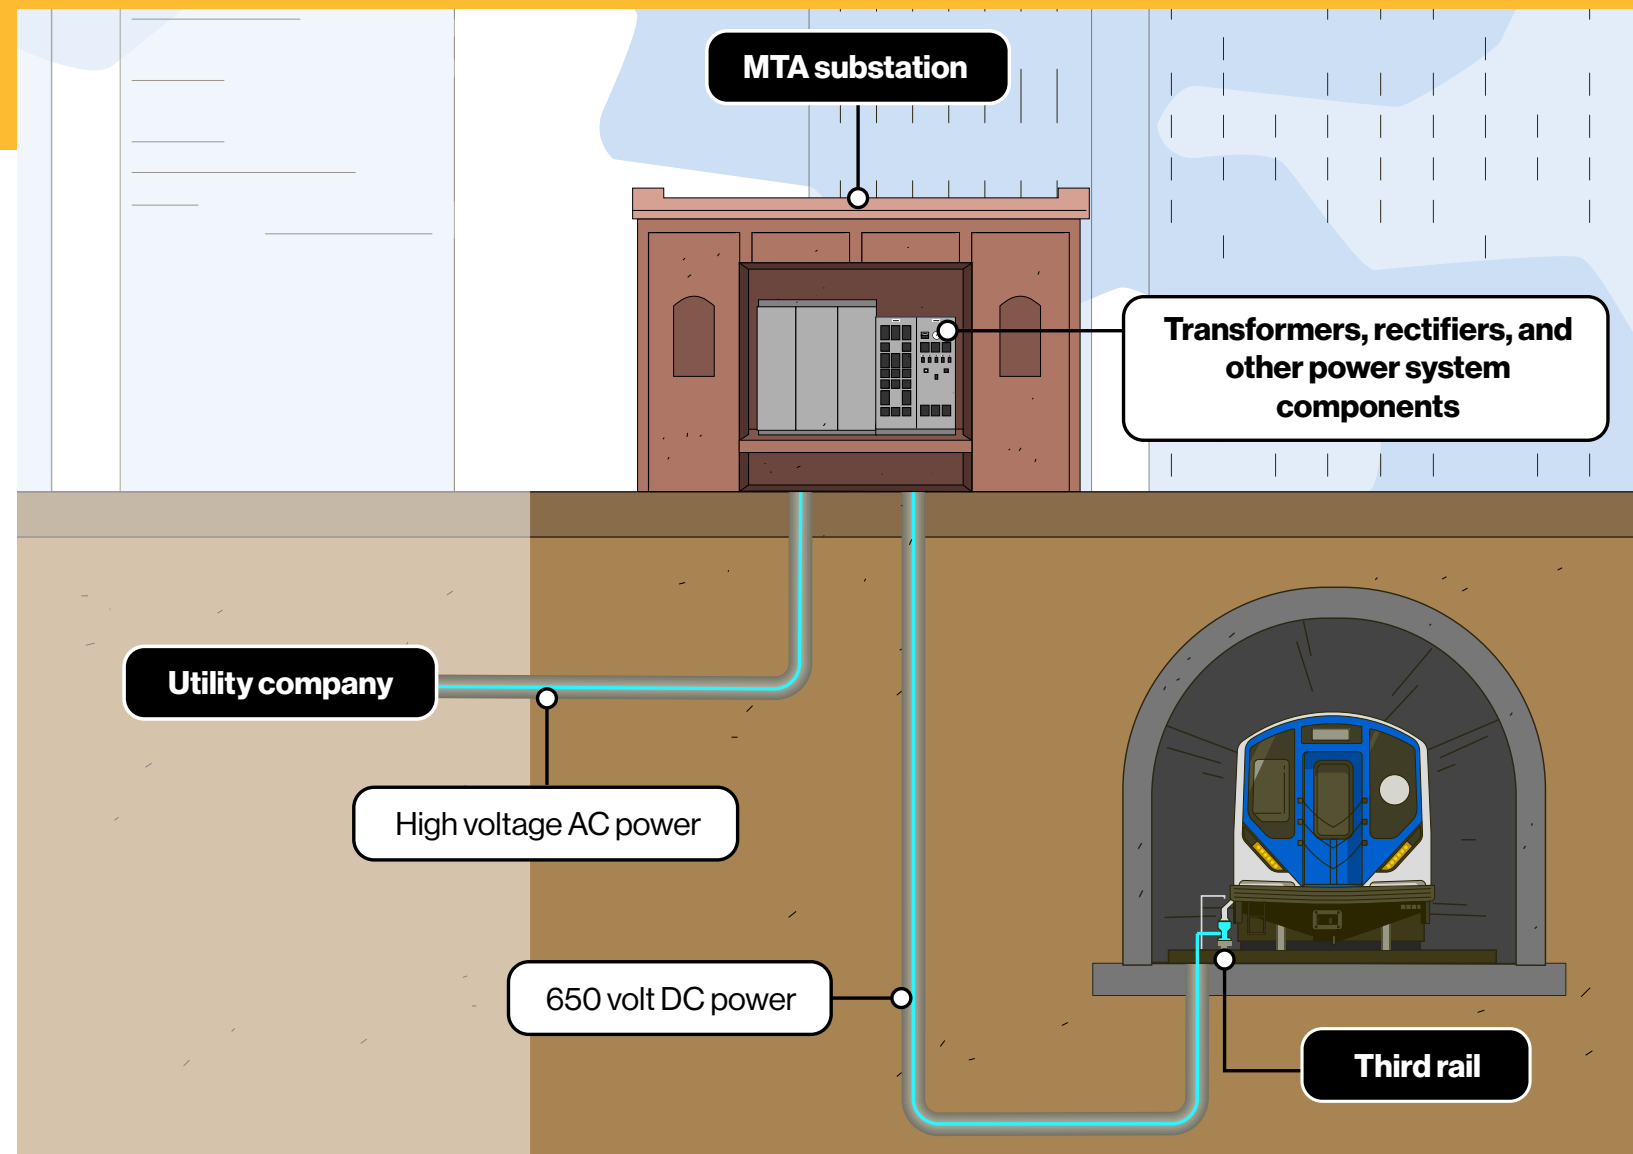 MTA substation
Transformers, rectifiers, and
other power system
components
Utility company
High voltage AC power
650 volt DC power
Third rail